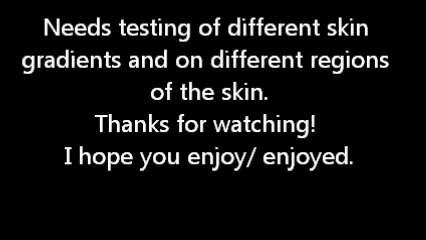 Needs testing of different skin
gradients and on different regions
of the skin.
Thanks for watching!
I hope you enjoy/ enjoyed.